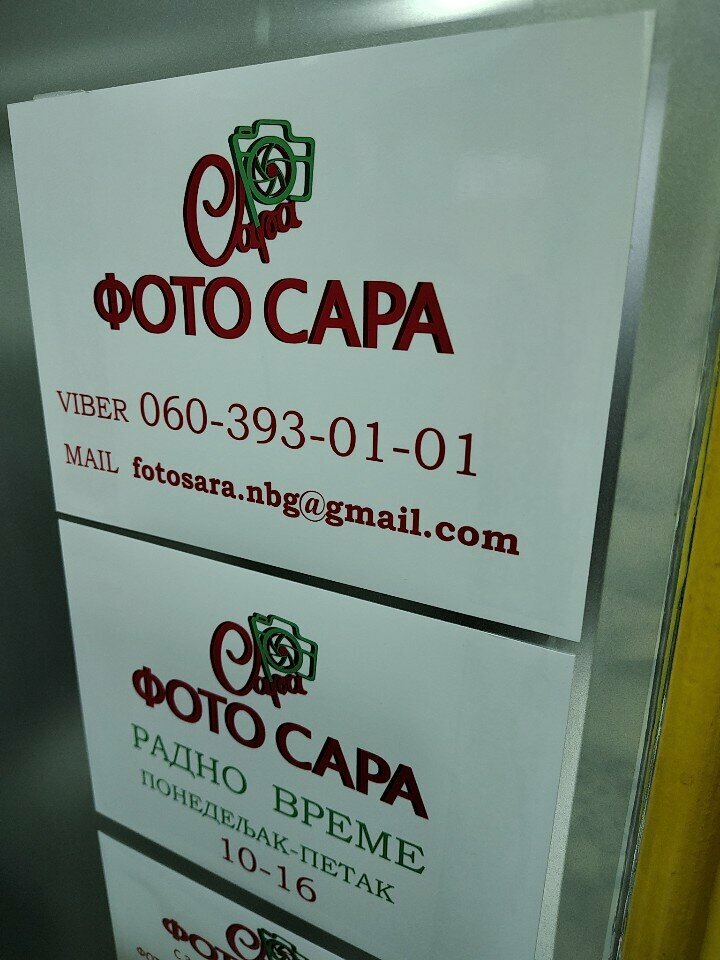 Сара
ФОТО САРА
VIBER 060-393-01-01
MAIL fotosara.nbg@gmail.com
Сара
ФОТО САРА
РАДНО ВРЕМЕ
ПОНЕДЕЉАК-ПЕТАК
10-16
ФОТО